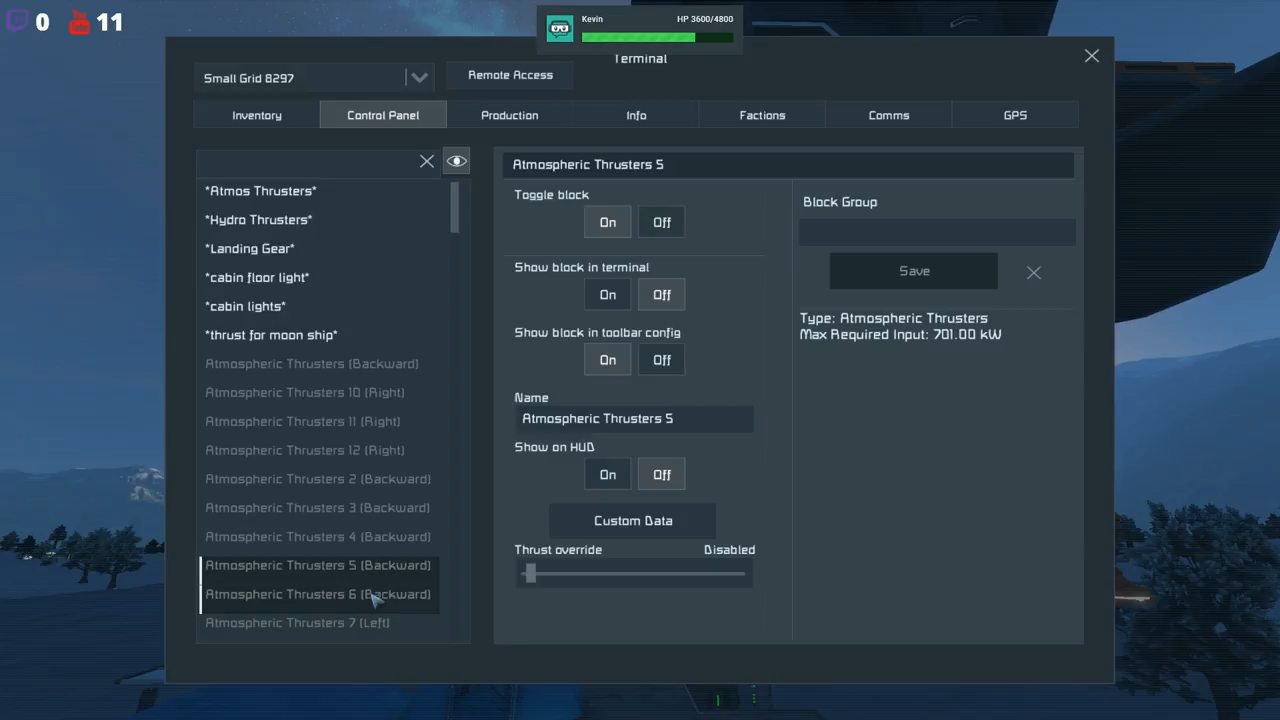 0 11
Kevin HP 3600/4800
Terminal
Small Grid 8297 Remote Access
Inventory Control Panel Production Info Factions Comms GPS
*Atmos Thrusters*
*Hydro Thrusters*
*Landing Gear*
*cabin floor light*
*cabin lights*
*thrust for moon ship*
Atmospheric Thrusters (Backward)
Atmospheric Thrusters 10 (Right)
Atmospheric Thrusters 11 (Right)
Atmospheric Thrusters 12 (Right)
Atmospheric Thrusters 2 (Backward)
Atmospheric Thrusters 3 (Backward)
Atmospheric Thrusters 4 (Backward)
Atmospheric Thrusters 5 (Backward)
Atmospheric Thrusters 6 (Backward)
Atmospheric Thrusters 7 (Left)
Atmospheric Thrusters 5
Toggle block
On Off
Show block in terminal
On Off
Show block in toolbar config
On Off
Name
Atmospheric Thrusters 5
Show on HUD
On Off
Custom Data
Thrust override Disabled
Block Group
Save
Type: Atmospheric Thrusters
Max Required Input: 701.00 kW